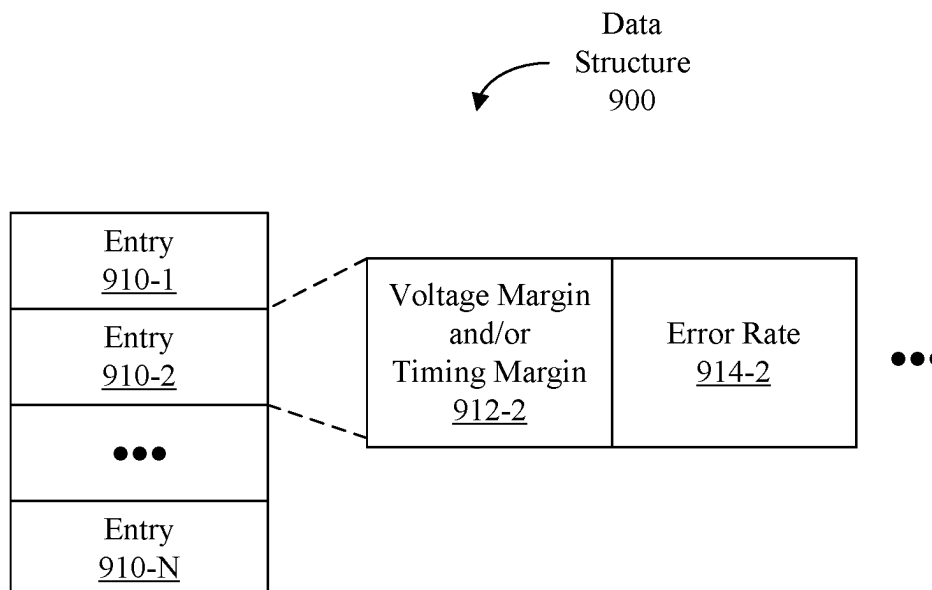 Data
Structure
900
Entry
910-1
Entry
910-2
•••
Entry
910-N
Voltage Margin
and/or
Timing Margin
912-2
Error Rate
914-2
•••